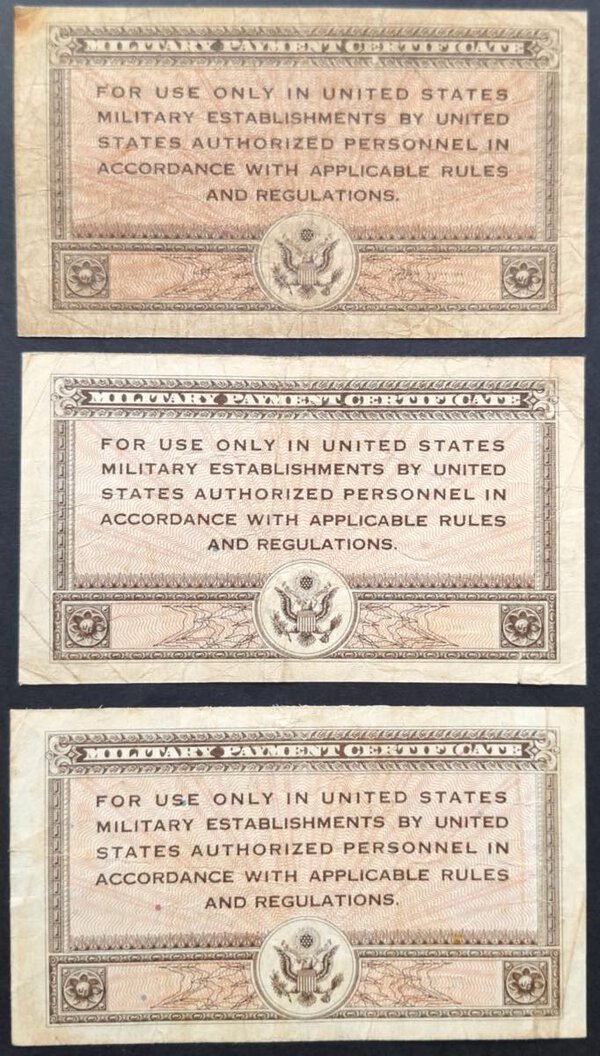 MILITARY PAYMENT CERTIFICATE
FOR USE ONLY IN UNITED STATES
MILITARY ESTABLISHMENTS BY UNITED
STATES AUTHORIZED PERSONNEL IN
ACCORDANCE WITH APPLICABLE RULES
AND REGULATIONS.
MILITARY PAYMENT CERTIFICATE
FOR USE ONLY IN UNITED STATES
MILITARY ESTABLISHMENTS BY UNITED
STATES AUTHORIZED PERSONNEL IN
ACCORDANCE WITH APPLICABLE RULES
AND REGULATIONS.
MILITARY PAYMENT CERTIFICATE
FOR USE ONLY IN UNITED STATES
MILITARY ESTABLISHMENTS BY UNITED
STATES AUTHORIZED PERSONNEL IN
ACCORDANCE WITH APPLICABLE RULES
AND REGULATIONS.